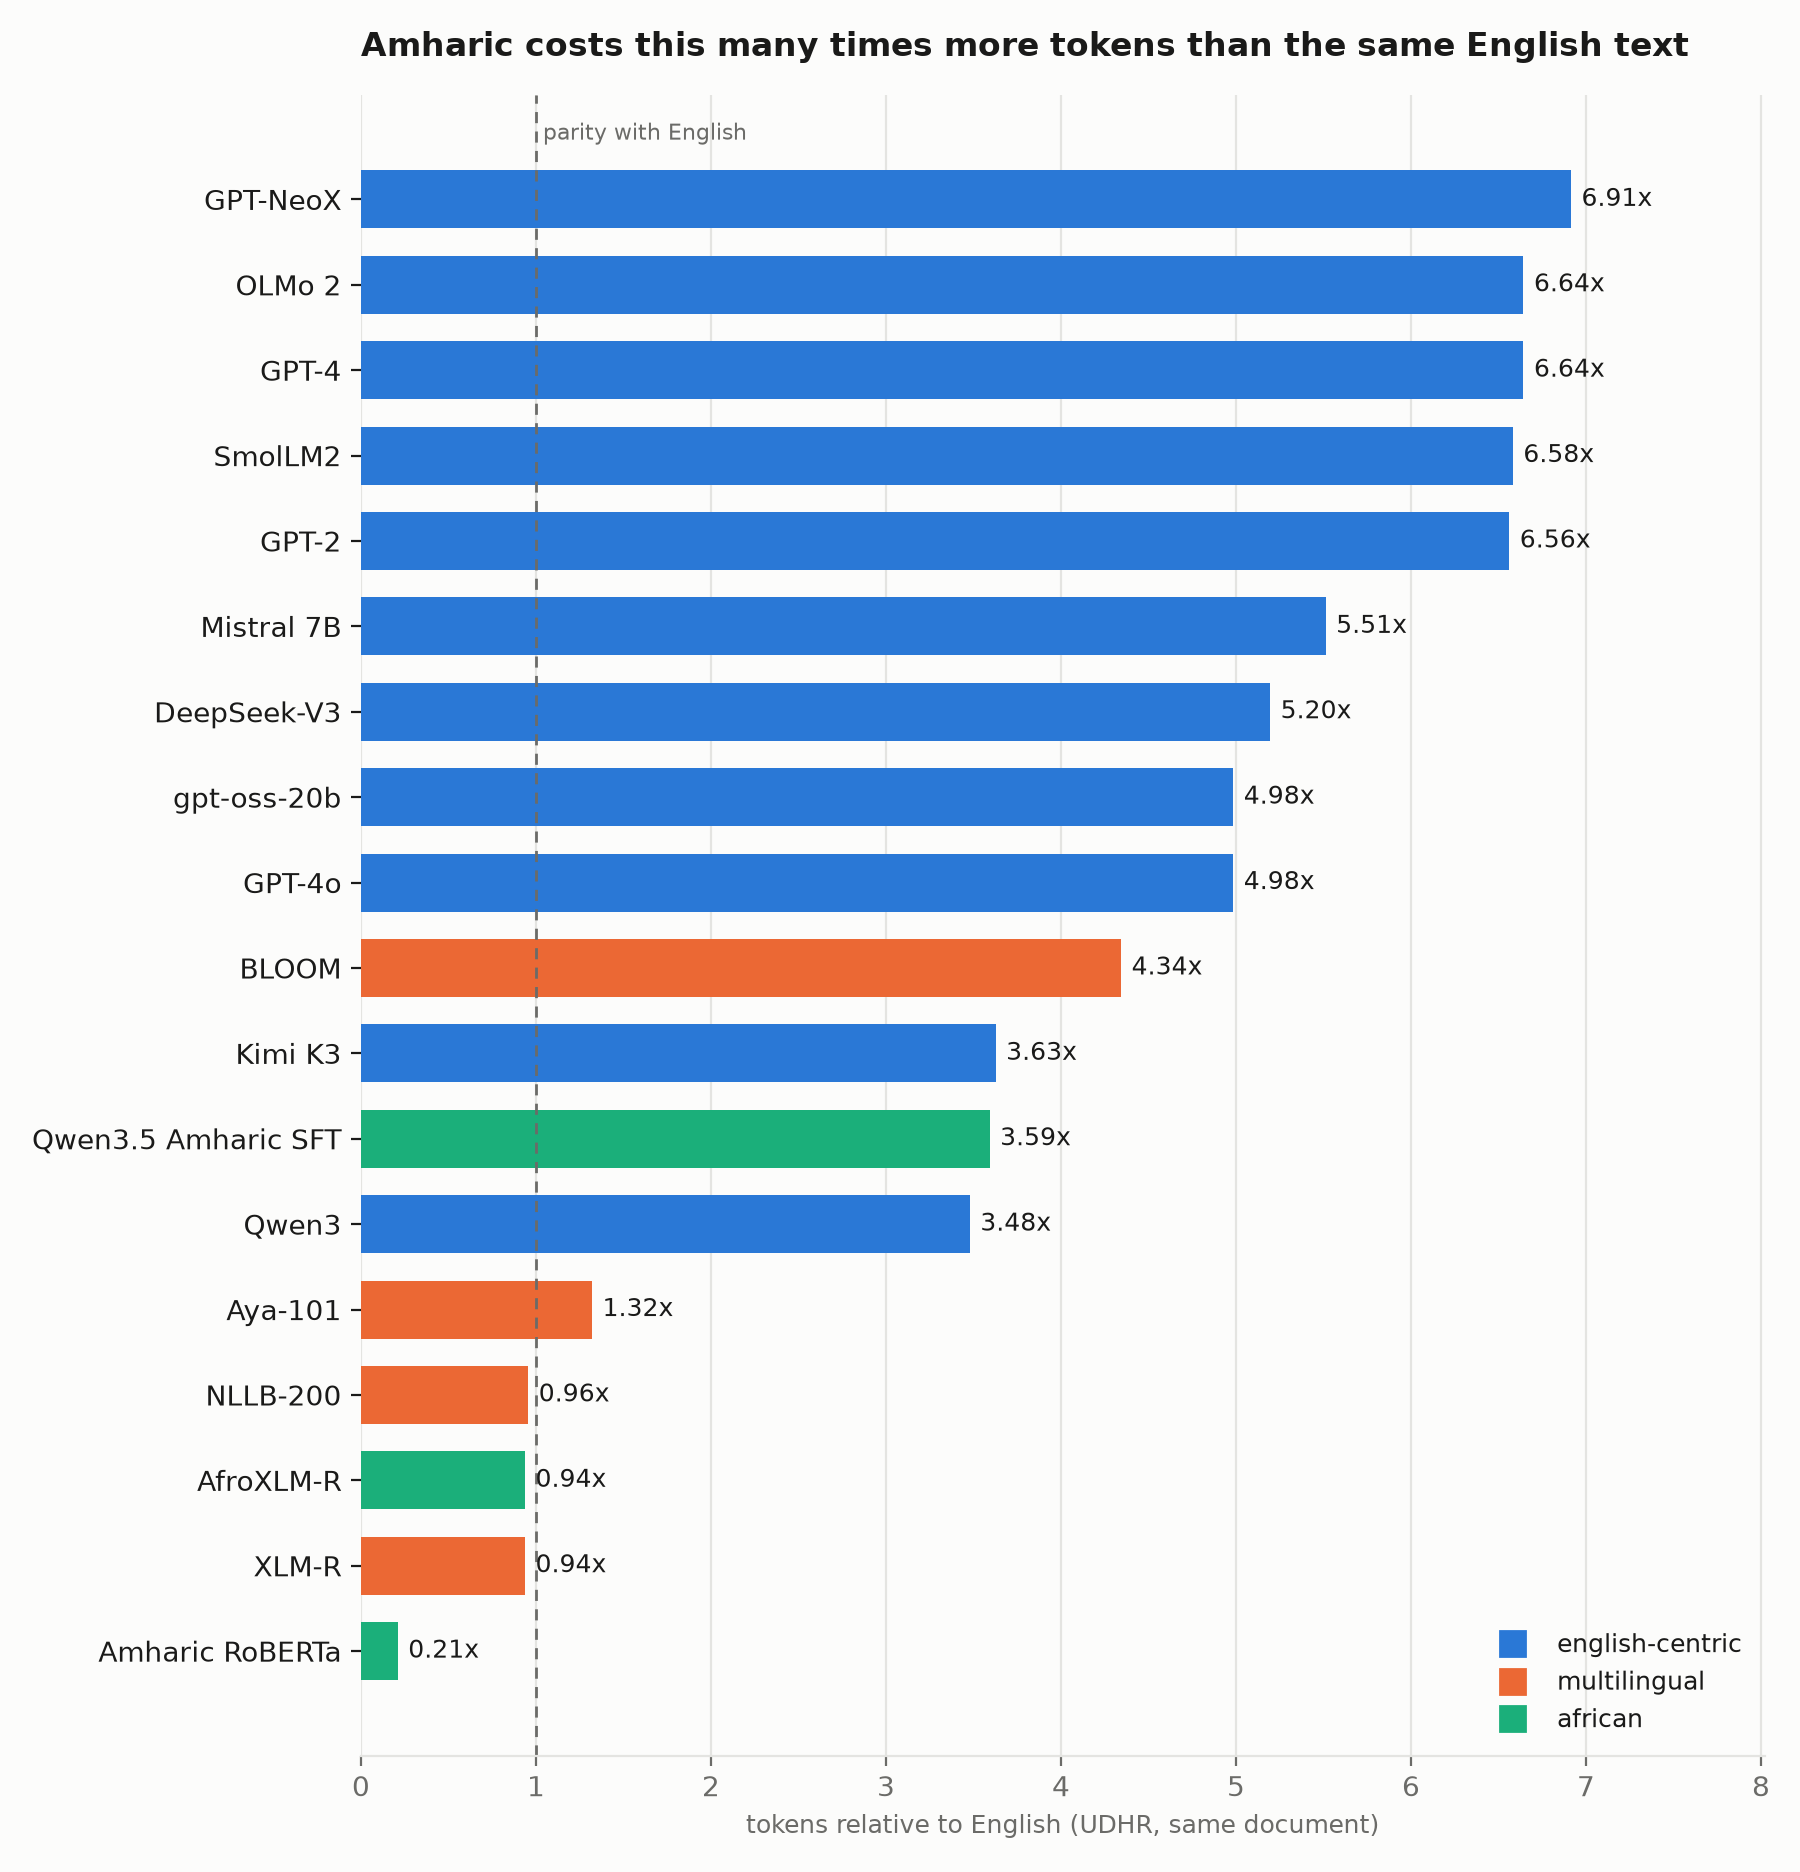 Amharic costs this many times more tokens than the same English text
parity with English
GPT-NeoX 6.91x
OLMo 2 6.64x
GPT-4 6.64x
SmolLM2 6.58x
GPT-2 6.56x
Mistral 7B 5.51x
DeepSeek-V3 5.20x
gpt-oss-20b 4.98x
GPT-4o 4.98x
BLOOM 4.34x
Kimi K3 3.63x
Qwen3.5 Amharic SFT 3.59x
Qwen3 3.48x
Aya-101 1.32x
NLLB-200 0.96x
AfroXLM-R 0.94x
XLM-R 0.94x
Amharic RoBERTa 0.21x
english-centric
multilingual
african
0 1 2 3 4 5 6 7 8
tokens relative to English (UDHR, same document)